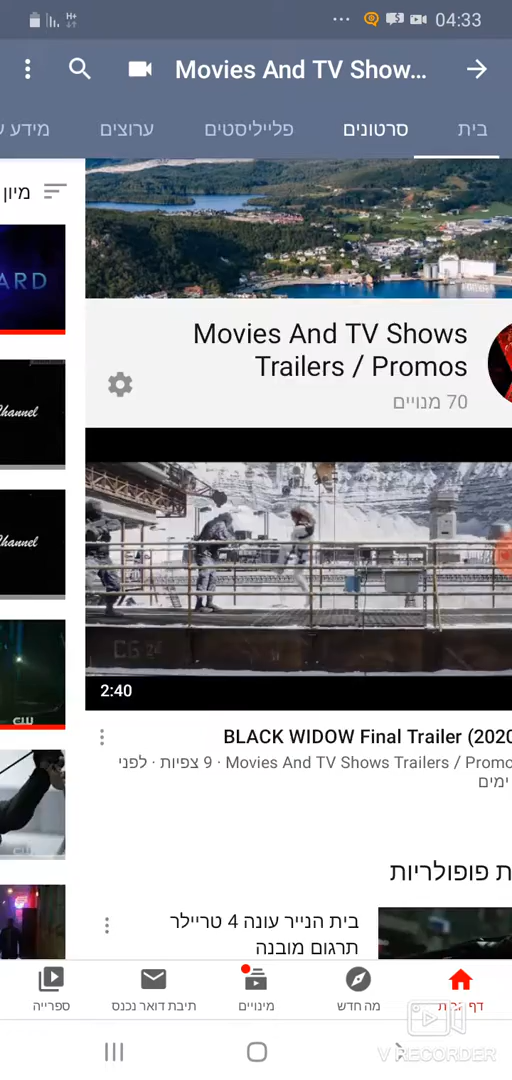 04:33
Movies And TV Show...
בית
סרטונים
פלייליסטים
ערוצים
מידע
מיון
ARD
Movies And TV Shows
Trailers / Promos
70 מנויים
Channel
Channel
CW
2:40
BLACK WIDOW Final Trailer (2020
Movies And TV Shows Trailers / Promo · 9 צפיות · לפני
ימים
ת פופולריות
בית הנייר עונה 4 טריילר
תרגום מובנה
דף הבית
מה חדש
מינויים
תיבת דואר נכנס
ספרייה
V RECORDER